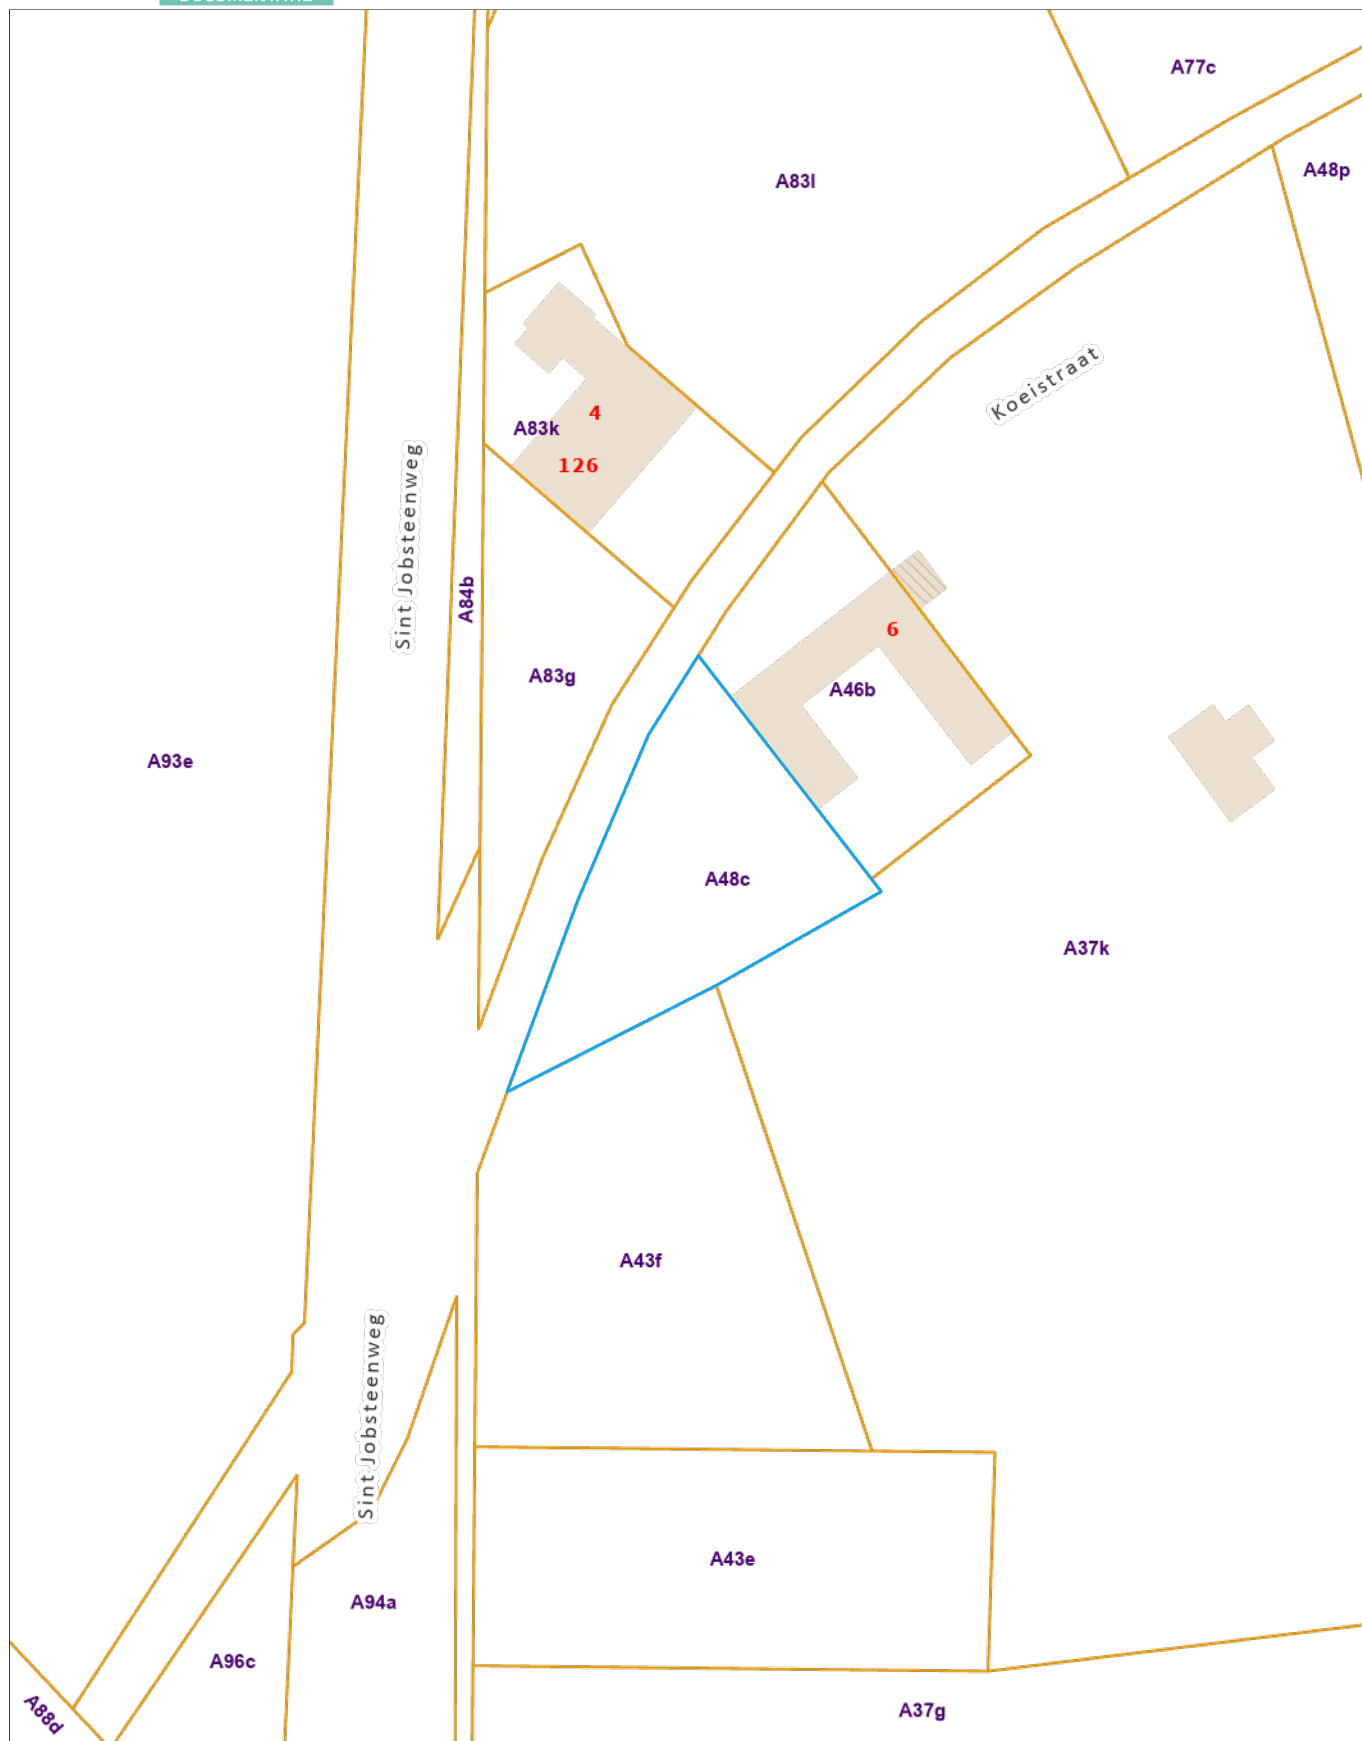 A77c
A48p
A83l
Koeistraat
4
A83k
126
Sint Jobsteenweg
A84b
6
A83g
A46b
A93e
A48c
A37k
A43f
Sint Jobsteenweg
A43e
A94a
A96c
A88d
A37g